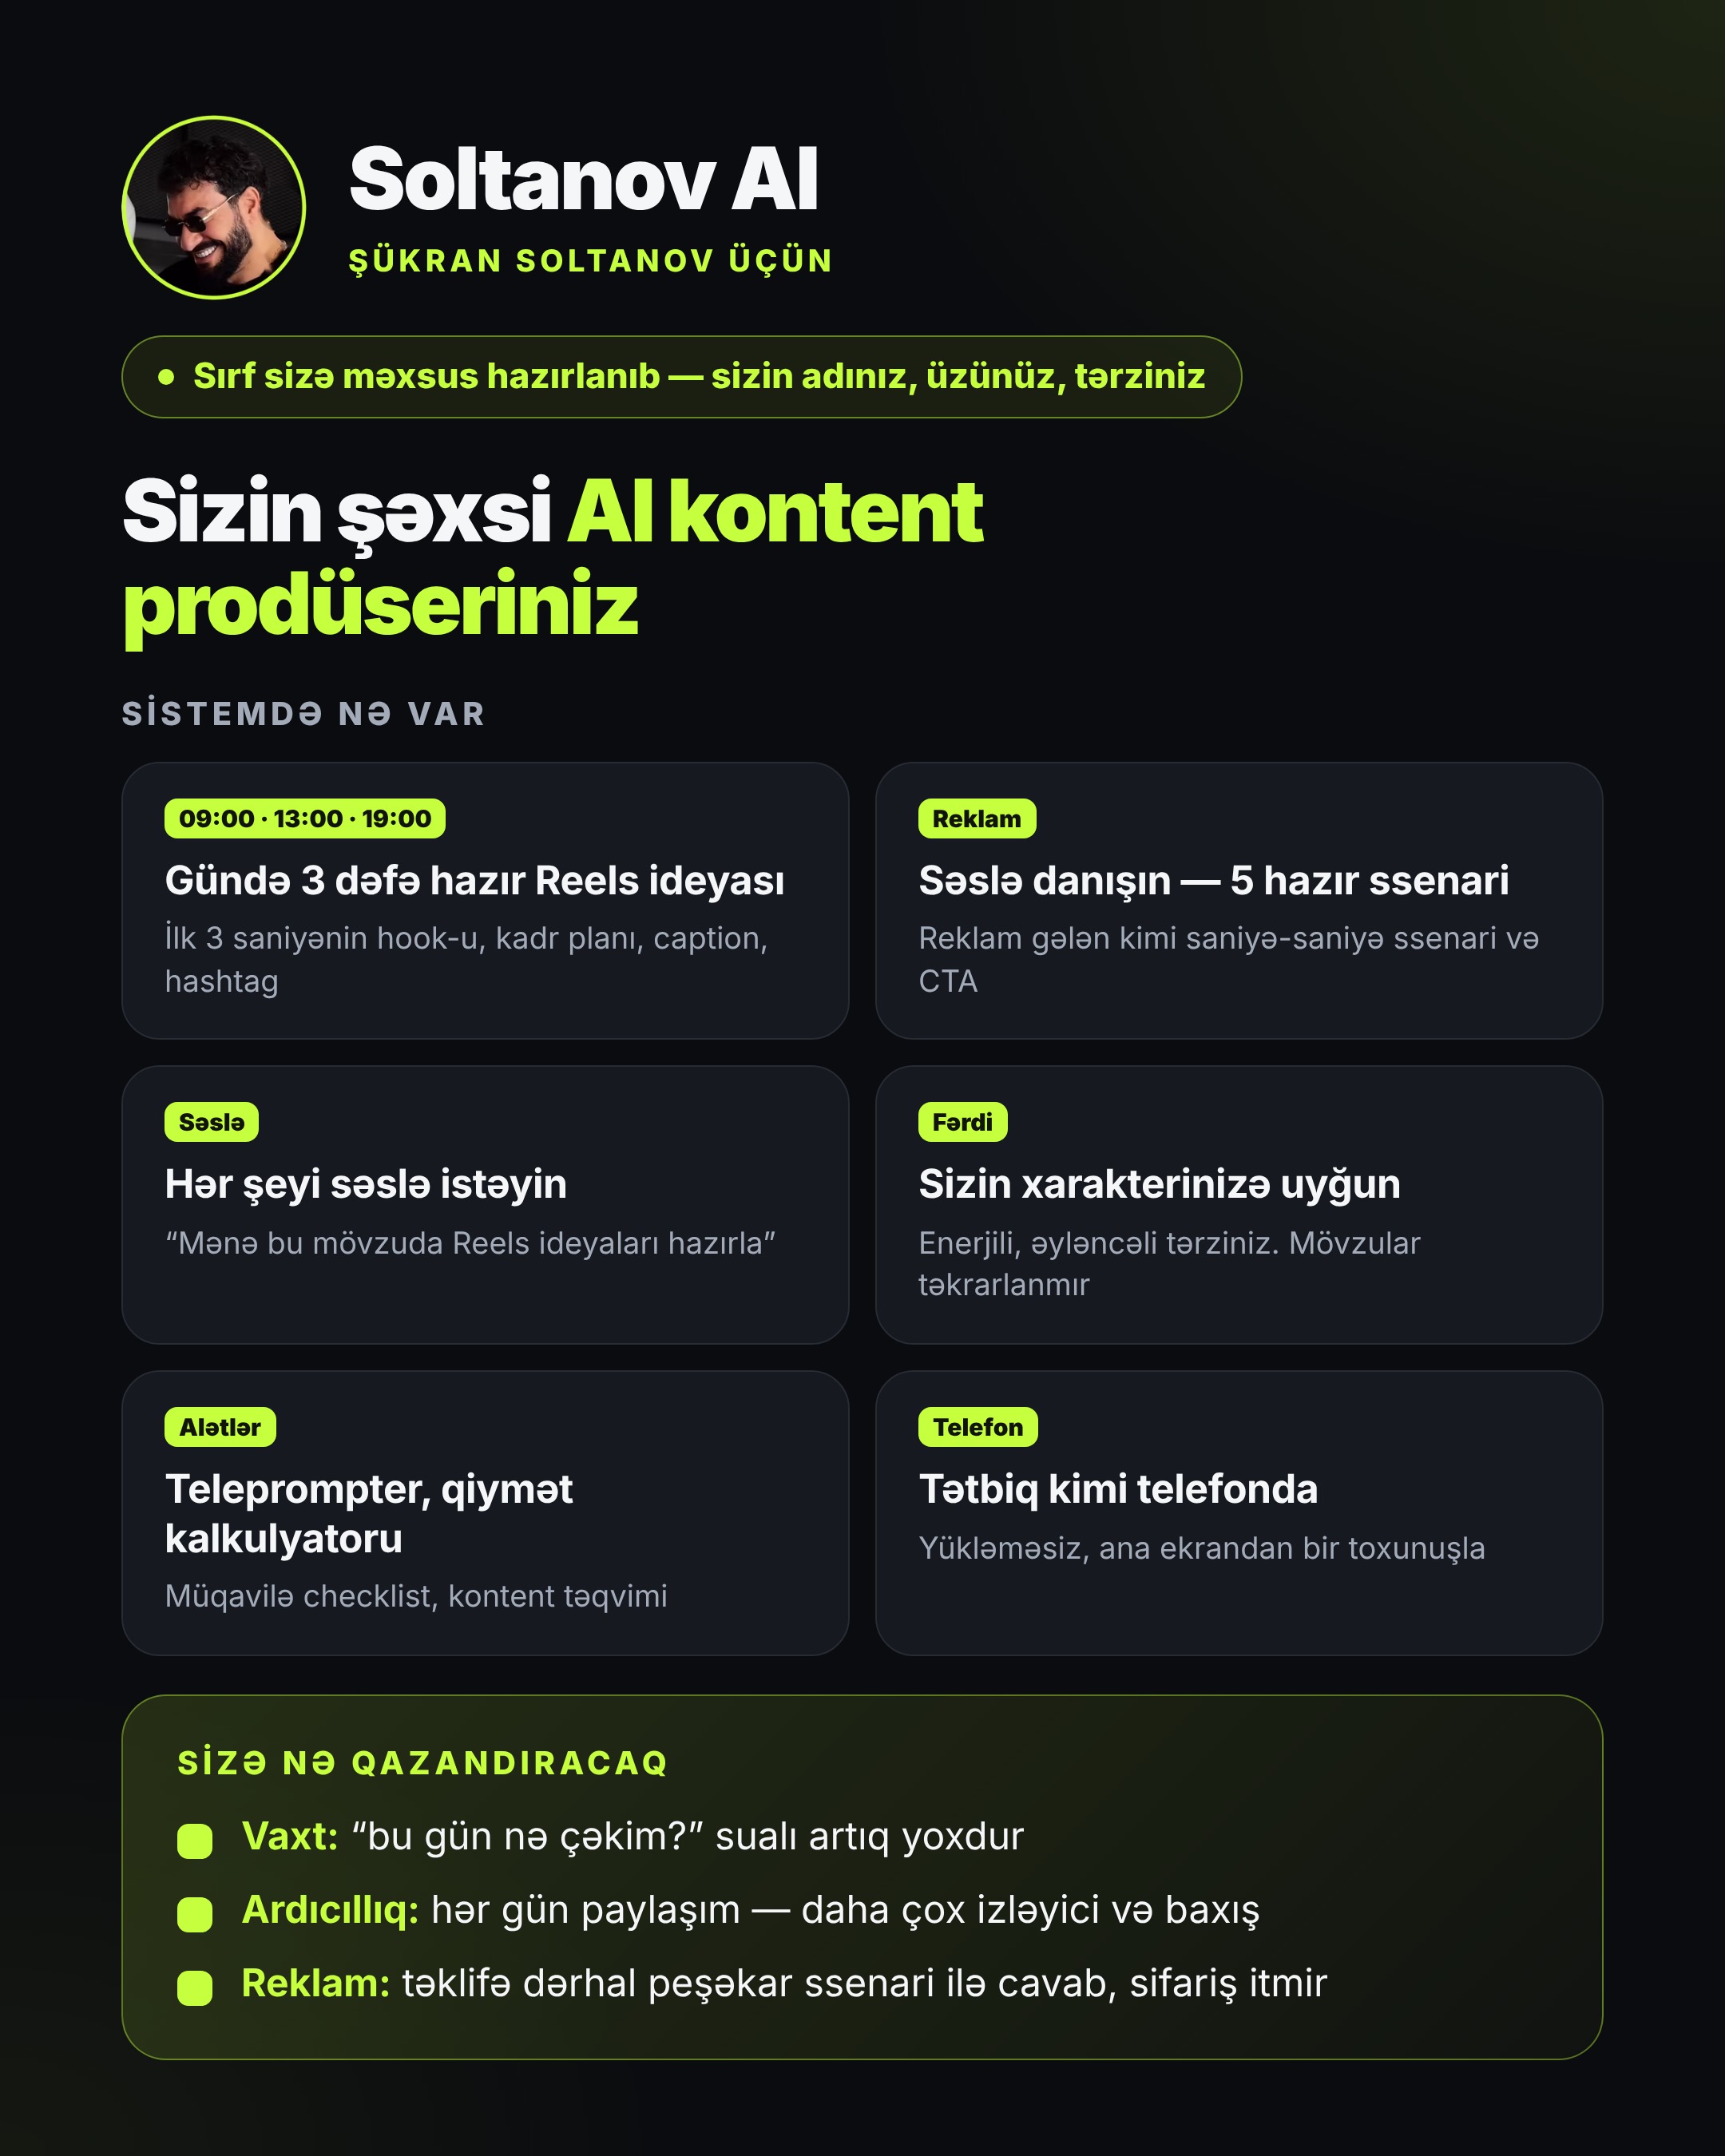 Soltanov AI
ŞÜKRAN SOLTANOV ÜÇÜN
Sırf sizə məxsus hazırlanıb — sizin adınız, üzünüz, tərziniz
Sizin şəxsi AI kontent
prodüseriniz
SİSTEMDƏ NƏ VAR
09:00 · 13:00 · 19:00
Gündə 3 dəfə hazır Reels ideyası
İlk 3 saniyənin hook-u, kadr planı, caption,
hashtag
Reklam
Səslə danışın — 5 hazır ssenari
Reklam gələn kimi saniyə-saniyə ssenari və
CTA
Səslə
Hər şeyi səslə istəyin
“Mənə bu mövzuda Reels ideyaları hazırla”
Fərdi
Sizin xarakterinizə uyğun
Enerjili, əyləncəli tərziniz. Mövzular
təkrarlanmır
Alətlər
Teleprompter, qiymət
kalkulyatoru
Müqavilə checklist, kontent təqvimi
Telefon
Tətbiq kimi telefonda
Yükləməsiz, ana ekrandan bir toxunuşla
SİZƏ NƏ QAZANDIRACAQ
Vaxt: “bu gün nə çəkim?” sualı artıq yoxdur
Ardıcıllıq: hər gün paylaşım — daha çox izləyici və baxış
Reklam: təklifə dərhal peşəkar ssenari ilə cavab, sifariş itmir